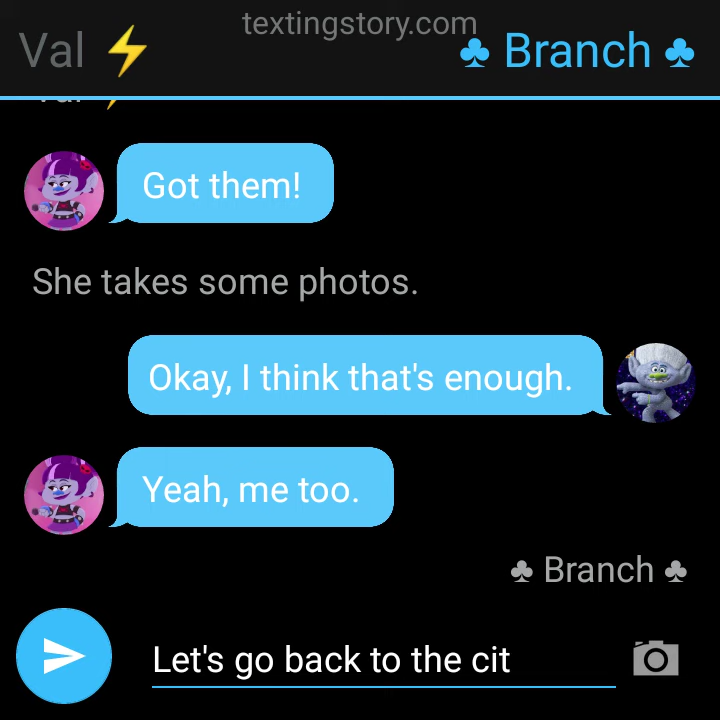 textingstory.com
Val ⚡
♣ Branch ♣
Got them!
She takes some photos.
Okay, I think that's enough.
Yeah, me too.
♣ Branch ♣
Let's go back to the cit